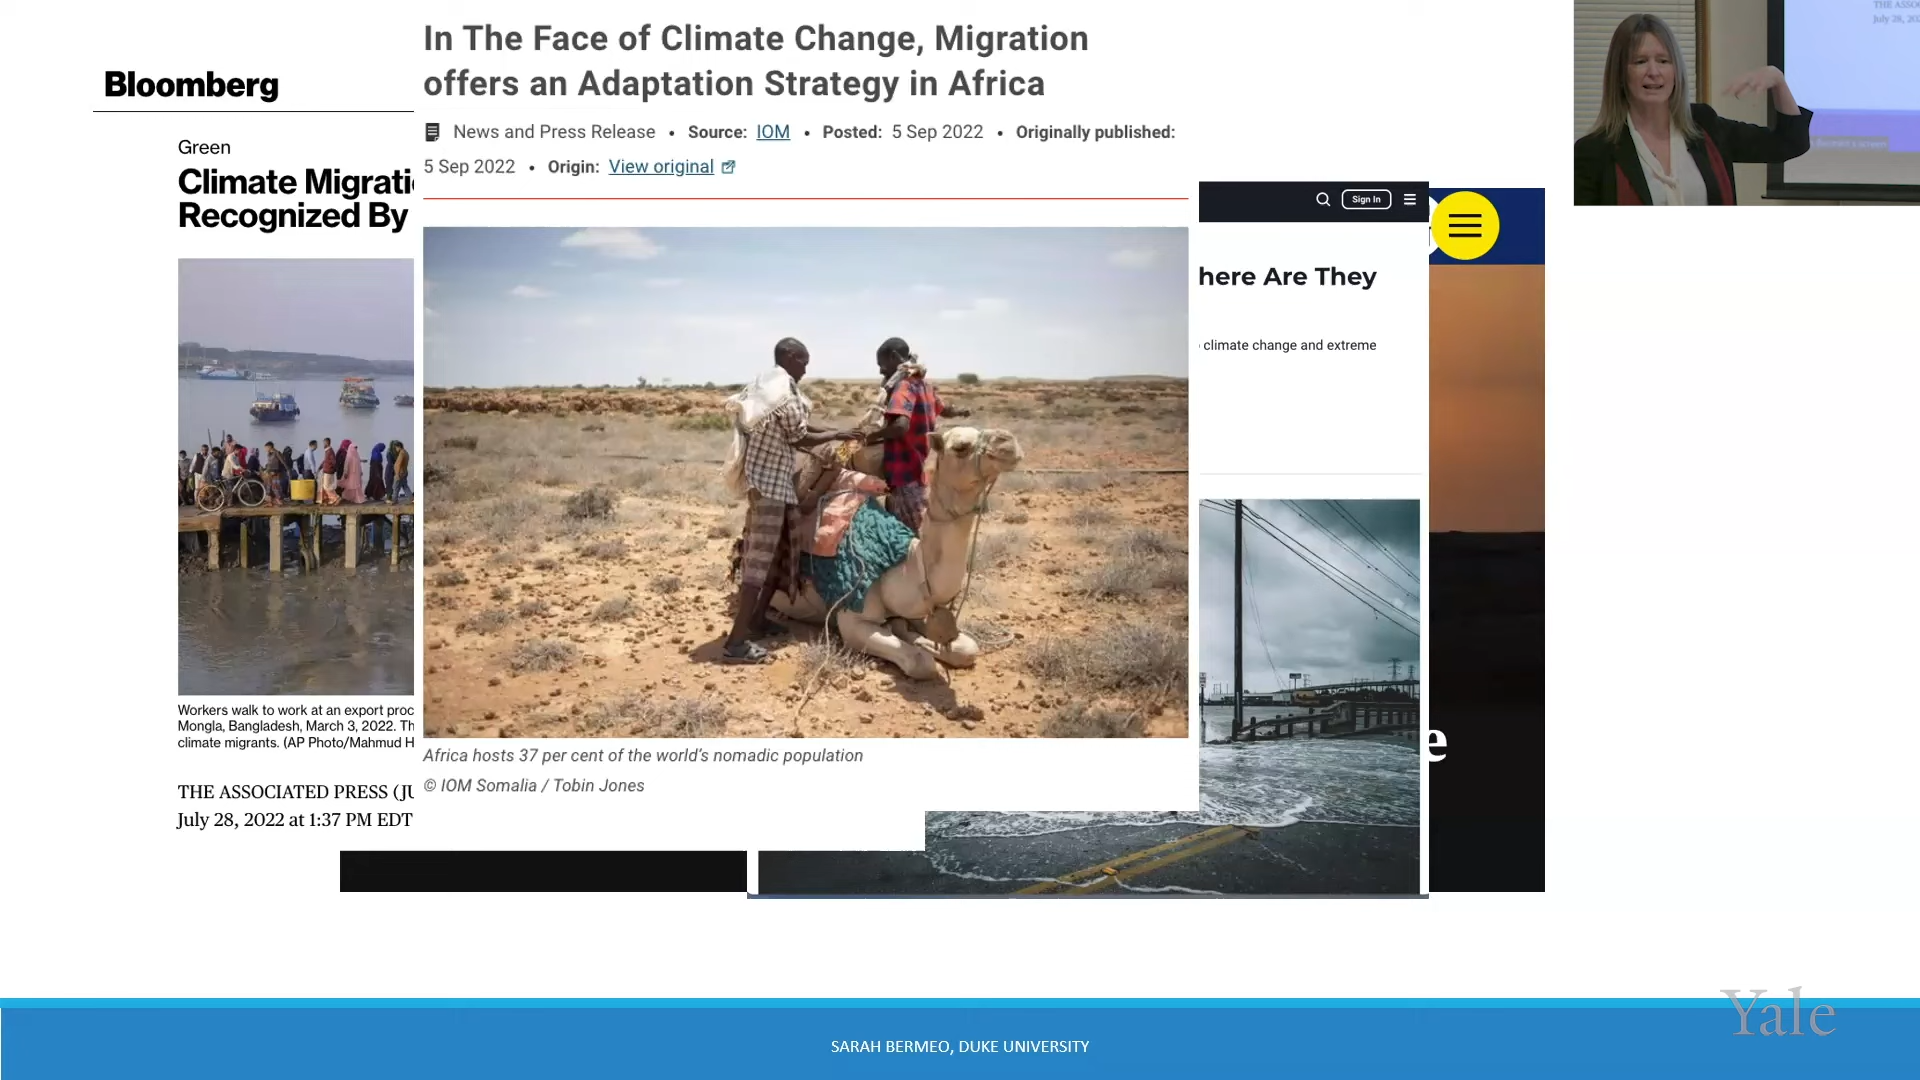 In The Face of Climate Change, Migration
offers an Adaptation Strategy in Africa
News and Press Release • Source: IOM • Posted: 5 Sep 2022 • Originally published:
5 Sep 2022 • Origin: View original
Bloomberg
Green
Climate Migrati
Recognized By
Workers walk to work at an export proc
Mongla, Bangladesh, March 3, 2022. Th
climate migrants. (AP Photo/Mahmud H
THE ASSOCIATED PRESS (JU
July 28, 2022 at 1:37 PM EDT
Africa hosts 37 per cent of the world's nomadic population
© IOM Somalia / Tobin Jones
Sign In
here Are They
climate change and extreme
e
THE ASSO
July 28, 20
SARAH BERMEO, DUKE UNIVERSITY
Yale